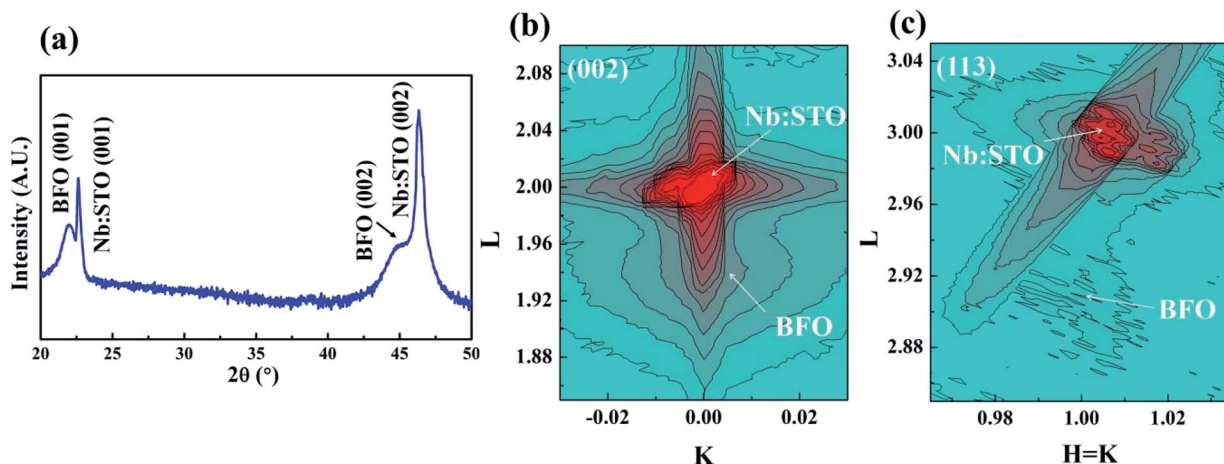 (a)
Intensity (A.U.)
BFO (001)
Nb:STO (001)
BFO (002)
Nb:STO (002)
20 25 30 35 40 45 50
2θ (°)
(b)
(002)
Nb:STO
BFO
L
2.08
2.04
2.00
1.96
1.92
1.88
-0.02 0.00 0.02
K
(c)
(113)
Nb:STO
BFO
L
3.04
3.00
2.96
2.92
2.88
0.98 1.00 1.02
H=K